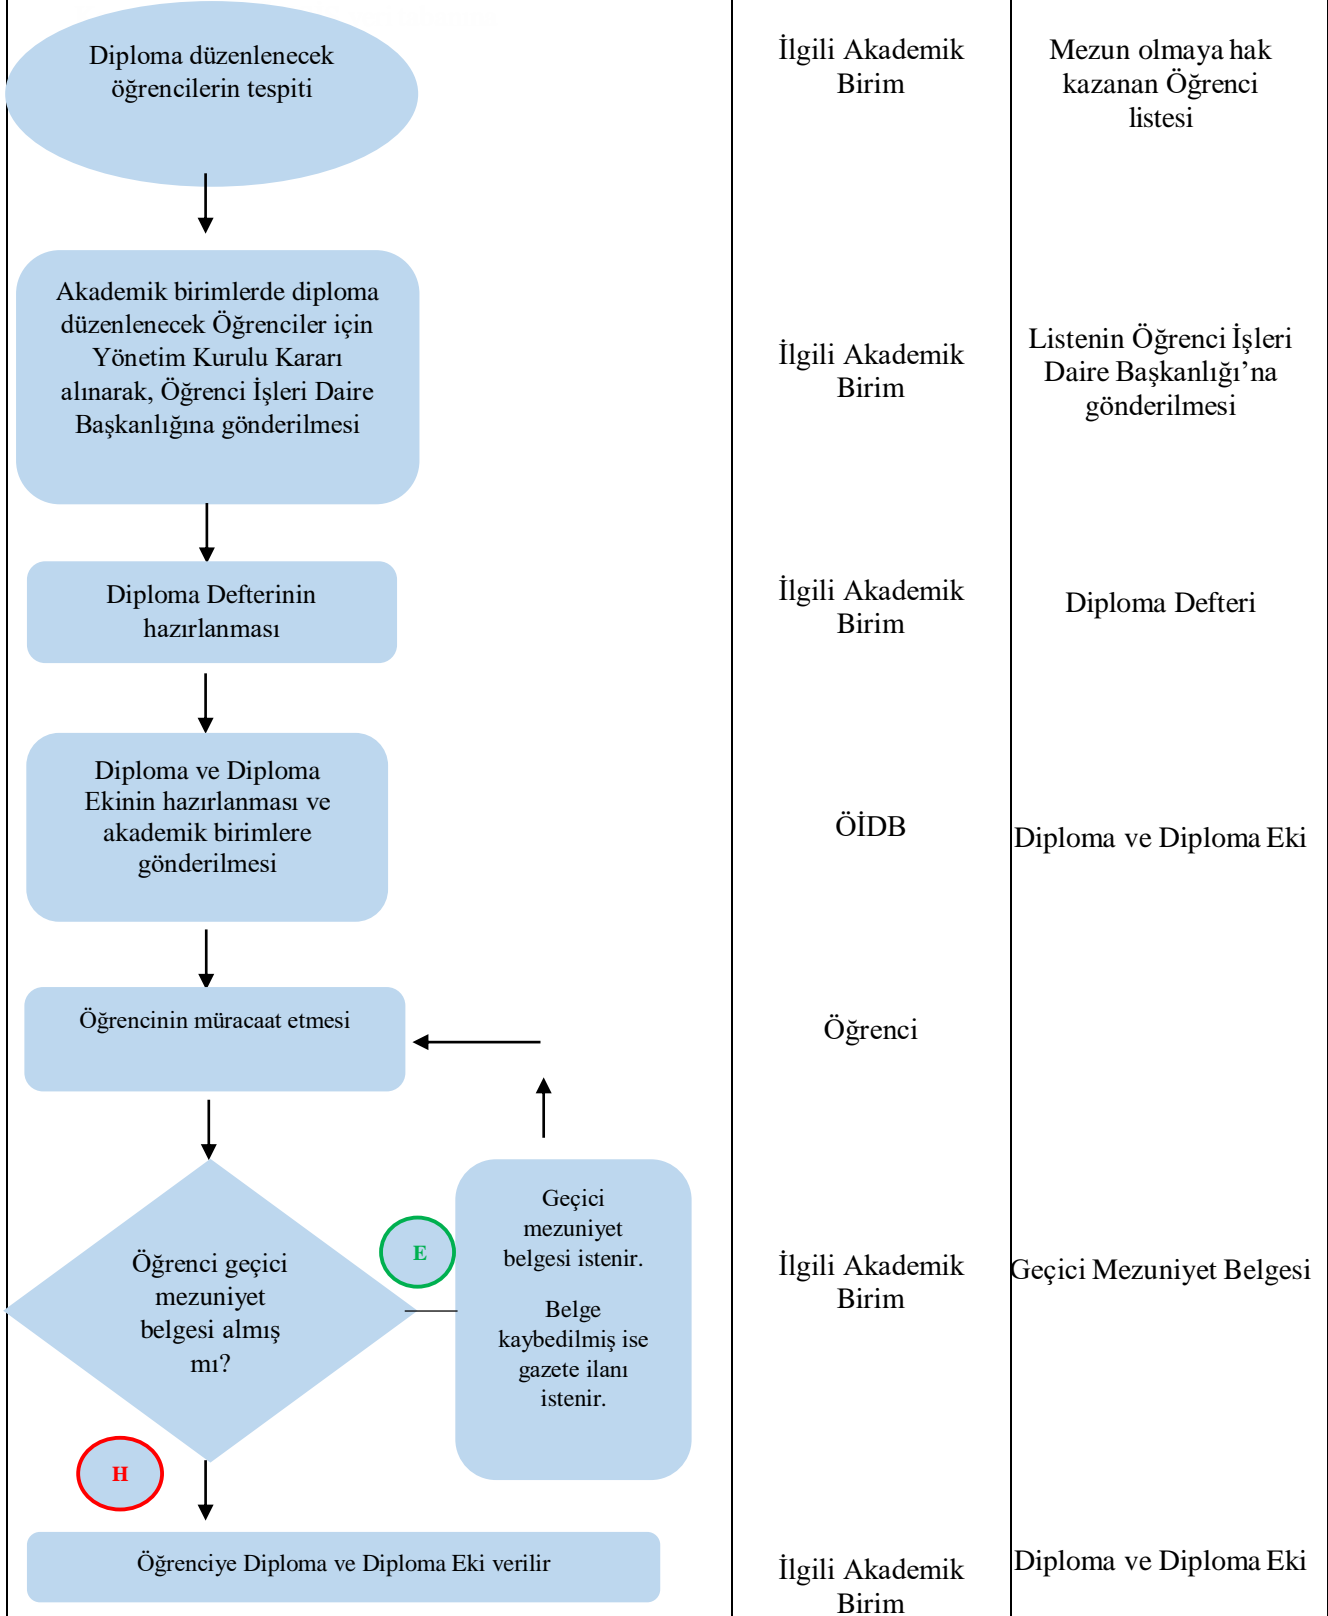 Diploma düzenlenecek
öğrencilerin tespiti
İlgili Akademik
Birim
Mezun olmaya hak
kazanan Öğrenci
listesi
Akademik birimlerde diploma
düzenlenecek Öğrenciler için
Yönetim Kurulu Kararı
alınarak, Öğrenci İşleri Daire
Başkanlığına gönderilmesi
İlgili Akademik
Birim
Listenin Öğrenci İşleri
Daire Başkanlığı’na
gönderilmesi
Diploma Defterinin
hazırlanması
İlgili Akademik
Birim
Diploma Defteri
Diploma ve Diploma
Ekinin hazırlanması ve
akademik birimlere
gönderilmesi
ÖİDB
Diploma ve Diploma Eki
Öğrencinin müracaat etmesi
Öğrenci
Öğrenci geçici
mezuniyet
belgesi almış
mı?
E
Geçici
mezuniyet
belgesi istenir.
Belge
kaybedilmiş ise
gazete ilanı
istenir.
İlgili Akademik
Birim
Geçici Mezuniyet Belgesi
H
Öğrenciye Diploma ve Diploma Eki verilir
İlgili Akademik
Birim
Diploma ve Diploma Eki